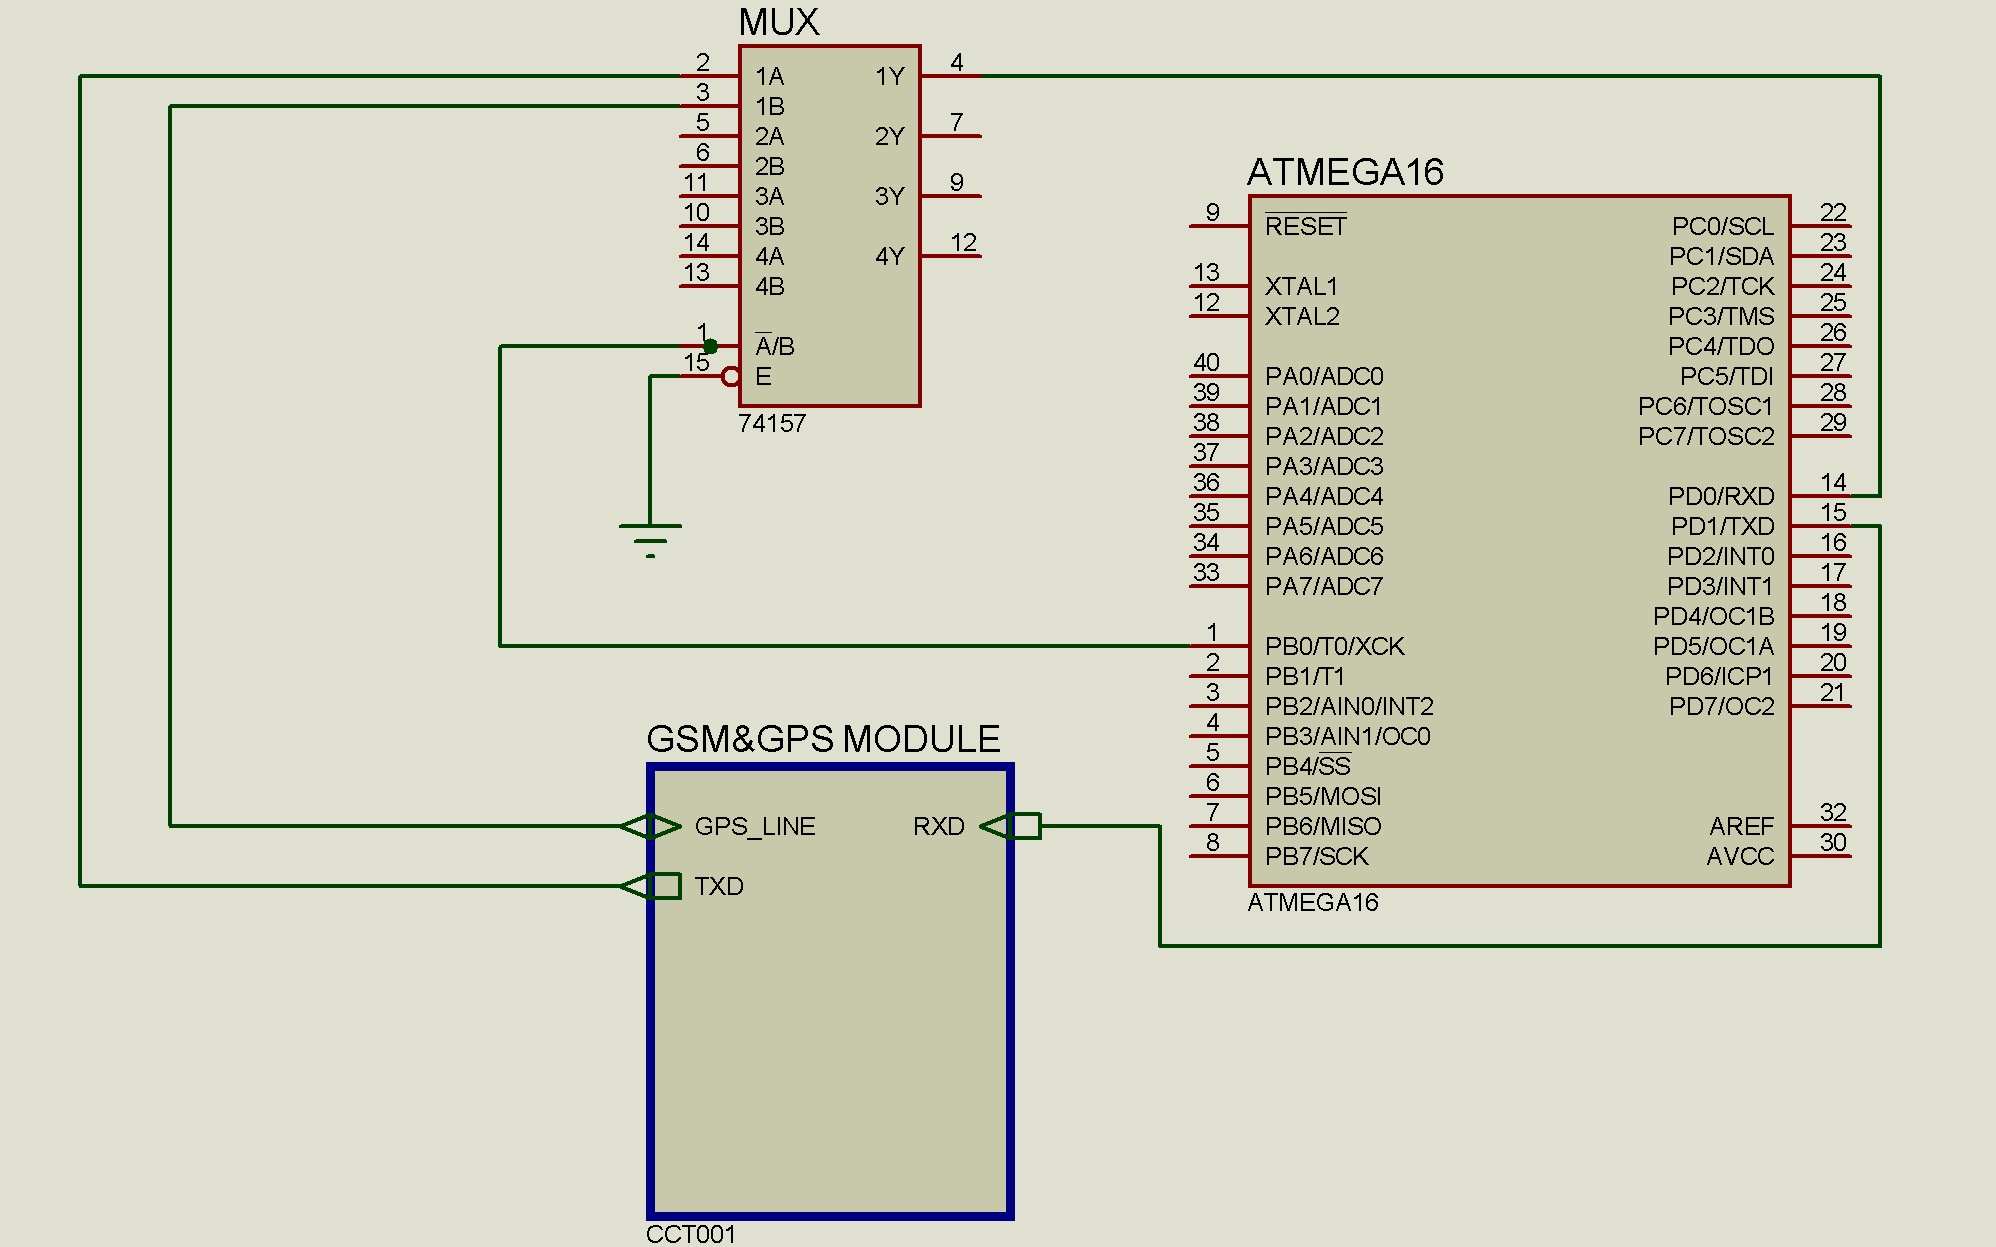 MUX
2 1A 1Y 4
3 1B
5 2A 2Y 7
6 2B
11 3A 3Y 9
10 3B
14 4A 4Y 12
13 4B
1 A/B
15 E
74157
ATMEGA16
9 RESET PC0/SCL 22
PC1/SDA 23
13 XTAL1 PC2/TCK 24
12 XTAL2 PC3/TMS 25
PC4/TDO 26
40 PA0/ADC0 PC5/TDI 27
39 PA1/ADC1 PC6/TOSC1 28
38 PA2/ADC2 PC7/TOSC2 29
37 PA3/ADC3
36 PA4/ADC4 PD0/RXD 14
35 PA5/ADC5 PD1/TXD 15
34 PA6/ADC6 PD2/INT0 16
33 PA7/ADC7 PD3/INT1 17
PD4/OC1B 18
1 PB0/T0/XCK PD5/OC1A 19
2 PB1/T1 PD6/ICP1 20
3 PB2/AIN0/INT2 PD7/OC2 21
4 PB3/AIN1/OC0
5 PB4/SS
6 PB5/MOSI
7 PB6/MISO AREF 32
8 PB7/SCK AVCC 30
ATMEGA16
GSM&GPS MODULE
GPS_LINE RXD
TXD
CCT001